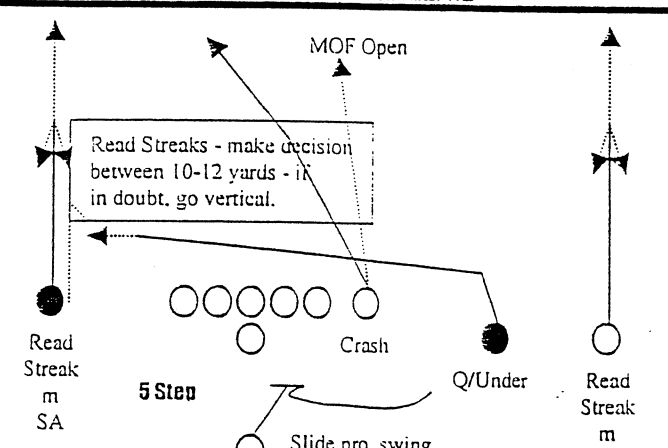 MOF Open
Read Streaks - make decision
between 10-12 yards - if
in doubt, go vertical.
Read
Streak
m
SA
5 Step
Crash
Q/Under
Read
Streak
m
Slide pro, swing